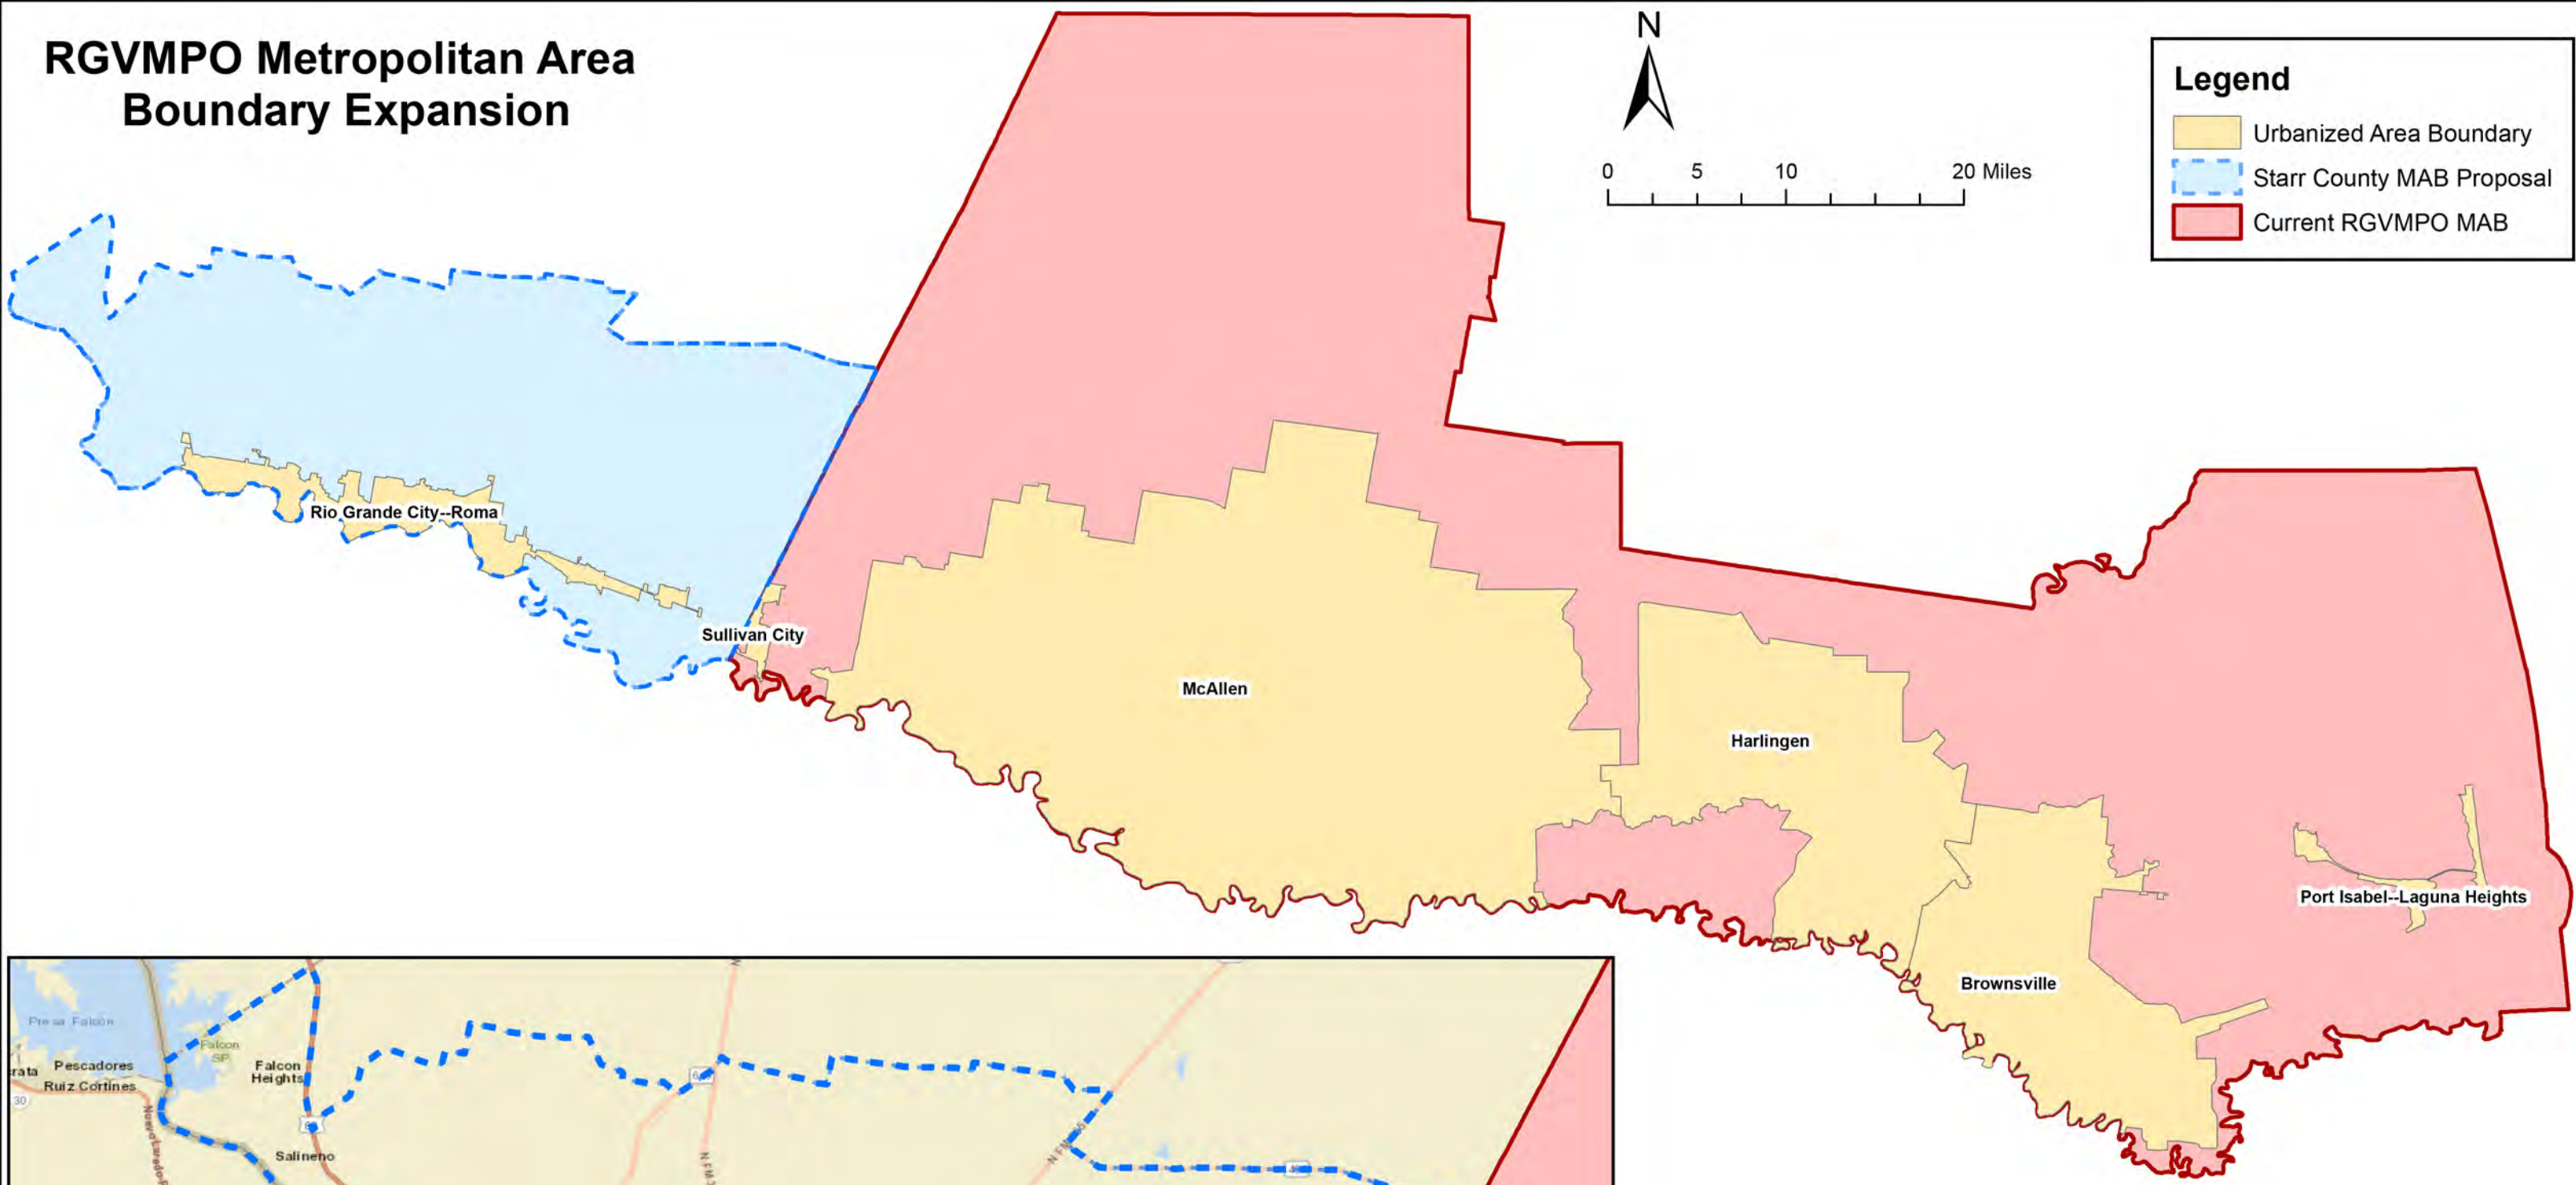 RGVMPO Metropolitan Area
Boundary Expansion
N
0 5 10 20 Miles
Legend
Urbanized Area Boundary
Starr County MAB Proposal
Current RGVMPO MAB
Rio Grande City--Roma
Sullivan City
McAllen
Harlingen
Port Isabel--Laguna Heights
Brownsville
Presa Falcon
Falcon
SP
Pescadores
Ruiz Cortines
Falcon
Heights
30
Salineno